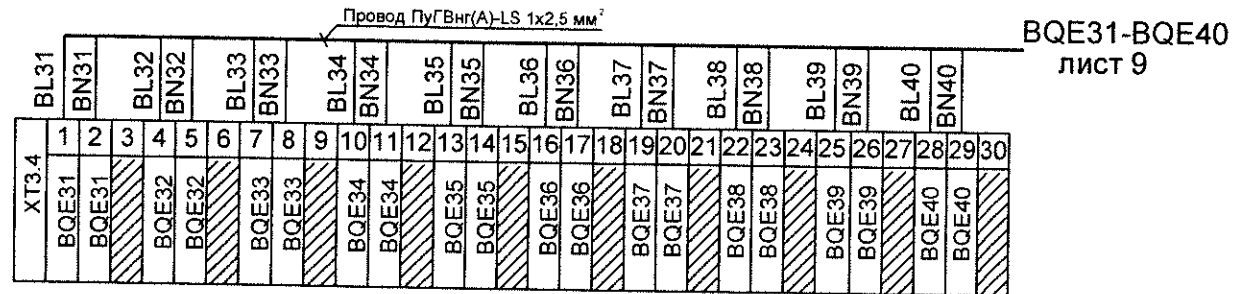 Провод ПуГВнг(А)-LS 1х2,5 мм²
BQE31-BQE40
лист 9
BL31 BN31 BL32 BN32 BL33 BN33 BL34 BN34 BL35 BN35 BL36 BN36 BL37 BN37 BL38 BN38 BL39 BN39 BL40 BN40
XT3.4 1 2 3 4 5 6 7 8 9 10 11 12 13 14 15 16 17 18 19 20 21 22 23 24 25 26 27 28 29 30
BQE31 BQE31 BQE32 BQE32 BQE33 BQE33 BQE34 BQE34 BQE35 BQE35 BQE36 BQE36 BQE37 BQE37 BQE38 BQE38 BQE39 BQE39 BQE40 BQE40